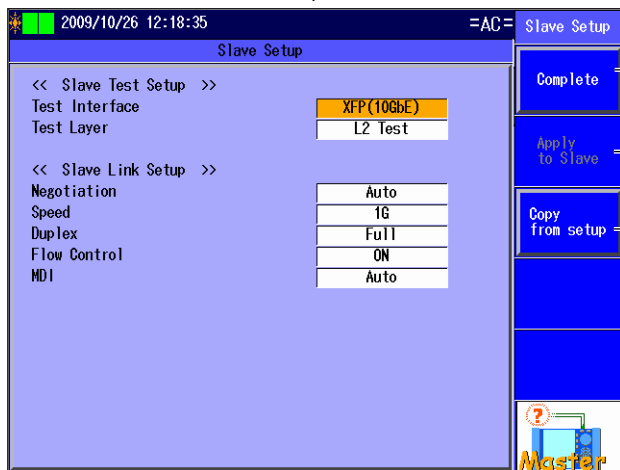 2009/10/26 12:18:35 =AC= Slave Setup
Slave Setup
<< Slave Test Setup >>
Test Interface XFP(10GbE)
Test Layer L2 Test
<< Slave Link Setup >>
Negotiation Auto
Speed 1G
Duplex Full
Flow Control ON
MDI Auto
Complete
Apply
to Slave
Copy
from setup
?
Master